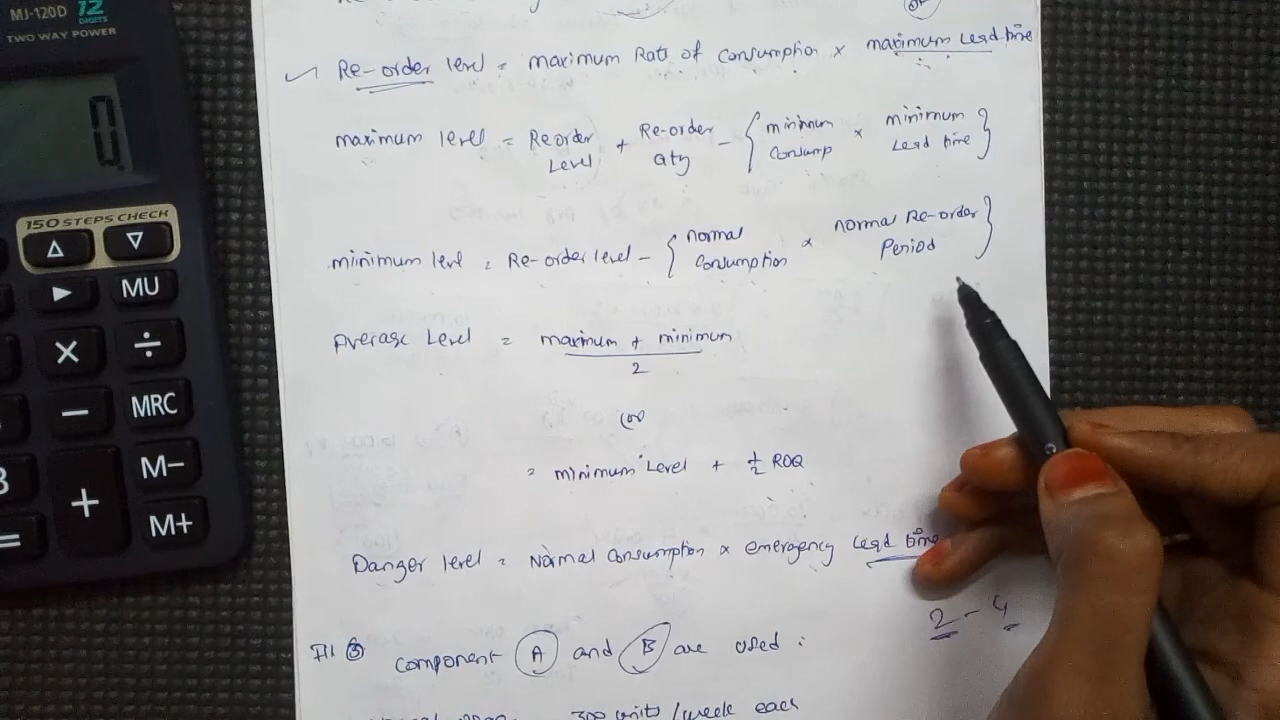 MJ-120D 12 DIGITS
TWO WAY POWER
0.
150 STEPS CHECK
MU
×
÷
−
MRC
M−
+
=
M+
Re-order level = maximum Rate of consumption × maximum Lead time
maximum level = Reorder Level + Re-order Qty − { minimum Consump × minimum Lead time }
minimum level = Re-order level − { normal Consumption × normal Re-order Period }
Average Level = maximum + minimum
2
(or)
= minimum Level + 1/2 ROQ
Danger level = Normal Consumption × emergency Lead time
2 - 4
Ill ③ Component A and B are used :
300 units / week each